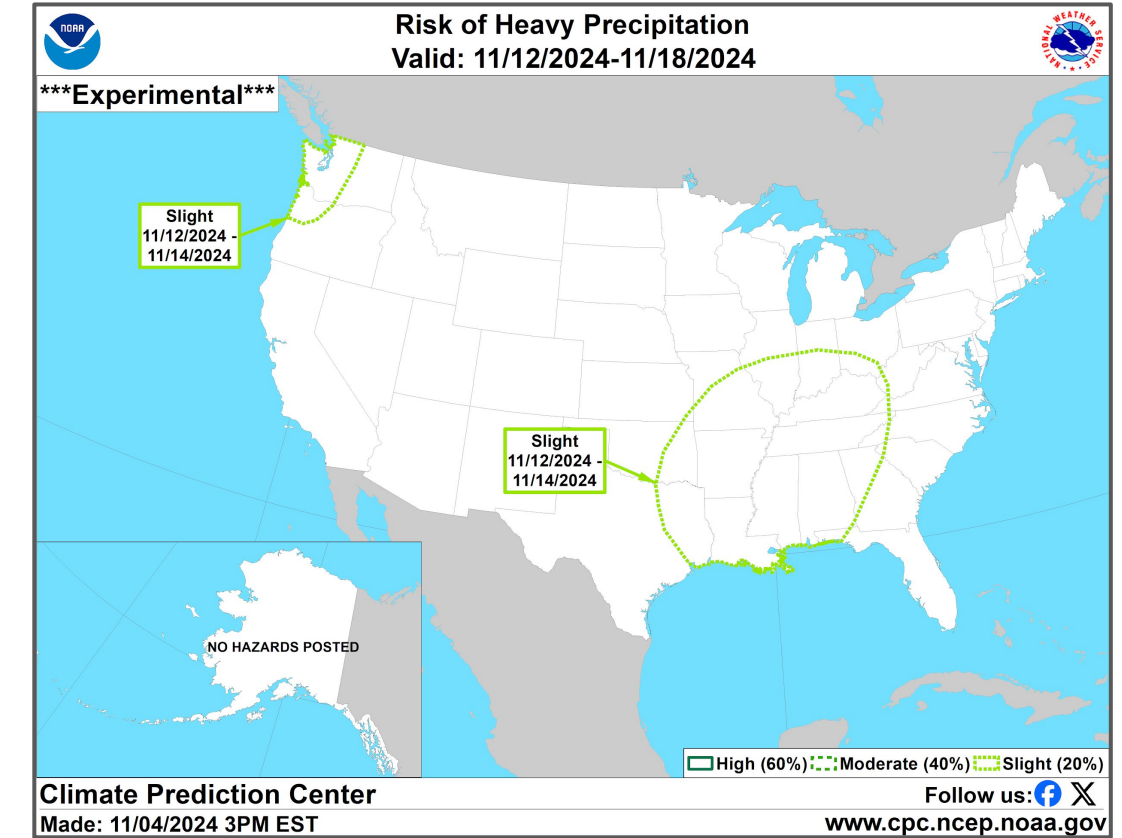 NOAA
Risk of Heavy Precipitation
Valid: 11/12/2024-11/18/2024
NATIONAL WEATHER SERVICE
***Experimental***
Slight
11/12/2024 -
11/14/2024
Slight
11/12/2024 -
11/14/2024
NO HAZARDS POSTED
High (60%) Moderate (40%) Slight (20%)
Climate Prediction Center
Follow us:
Made: 11/04/2024 3PM EST
www.cpc.ncep.noaa.gov